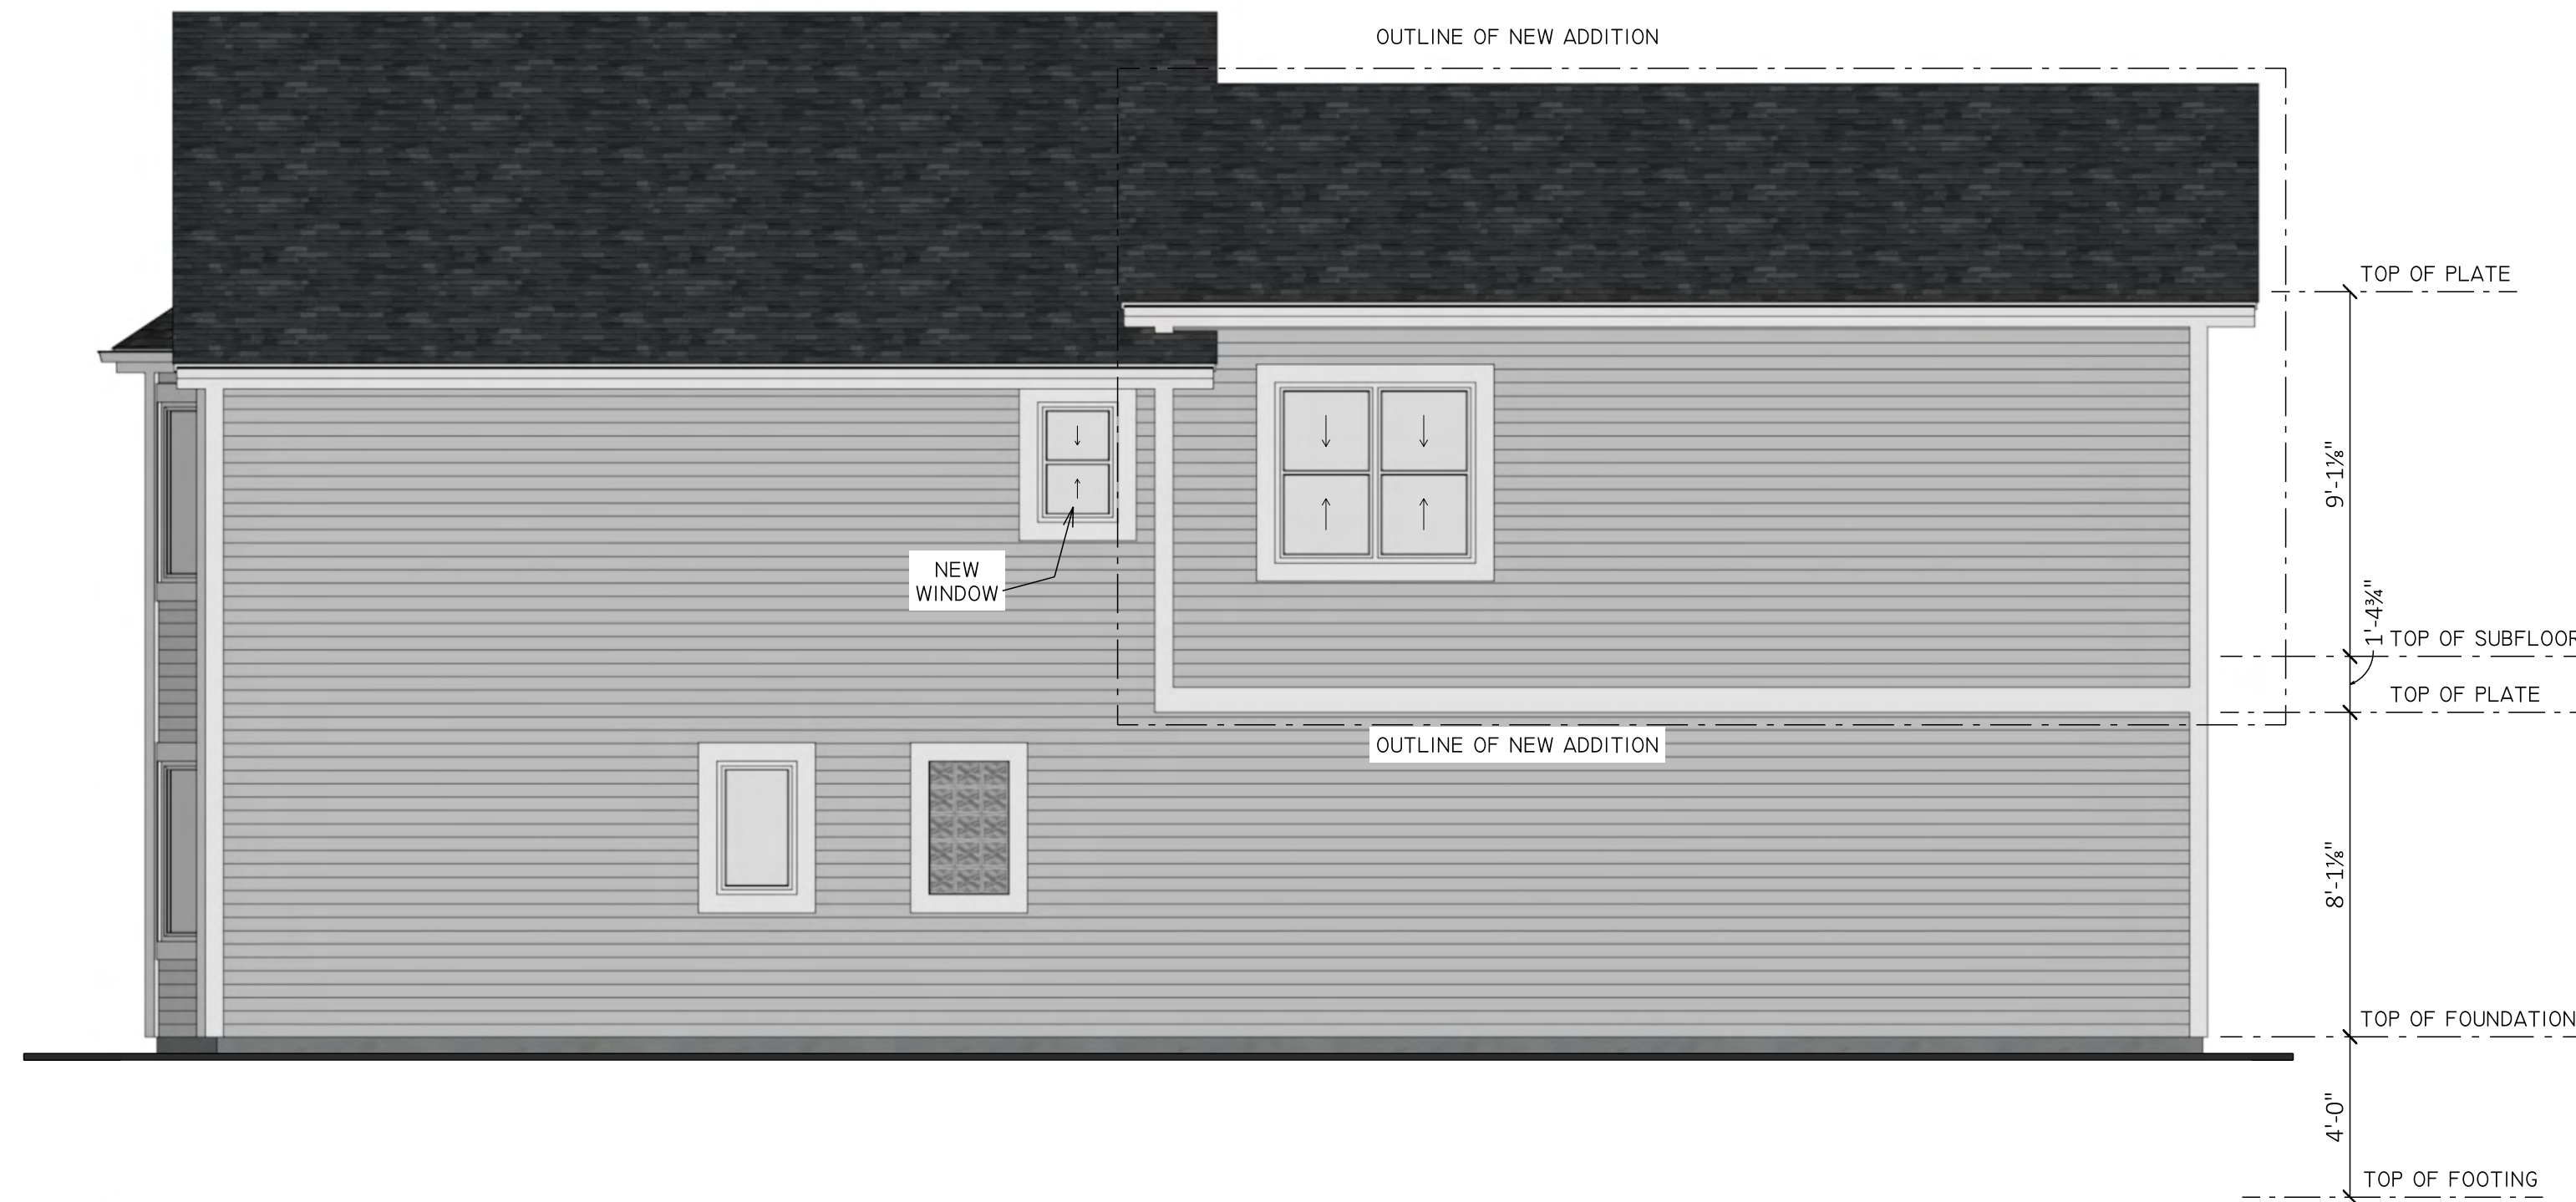 OUTLINE OF NEW ADDITION
TOP OF PLATE
9'-1⅛"
NEW
WINDOW
1'-4¾"
TOP OF SUBFLOOR
TOP OF PLATE
OUTLINE OF NEW ADDITION
8'-1⅛"
TOP OF FOUNDATION
4'-0"
TOP OF FOOTING